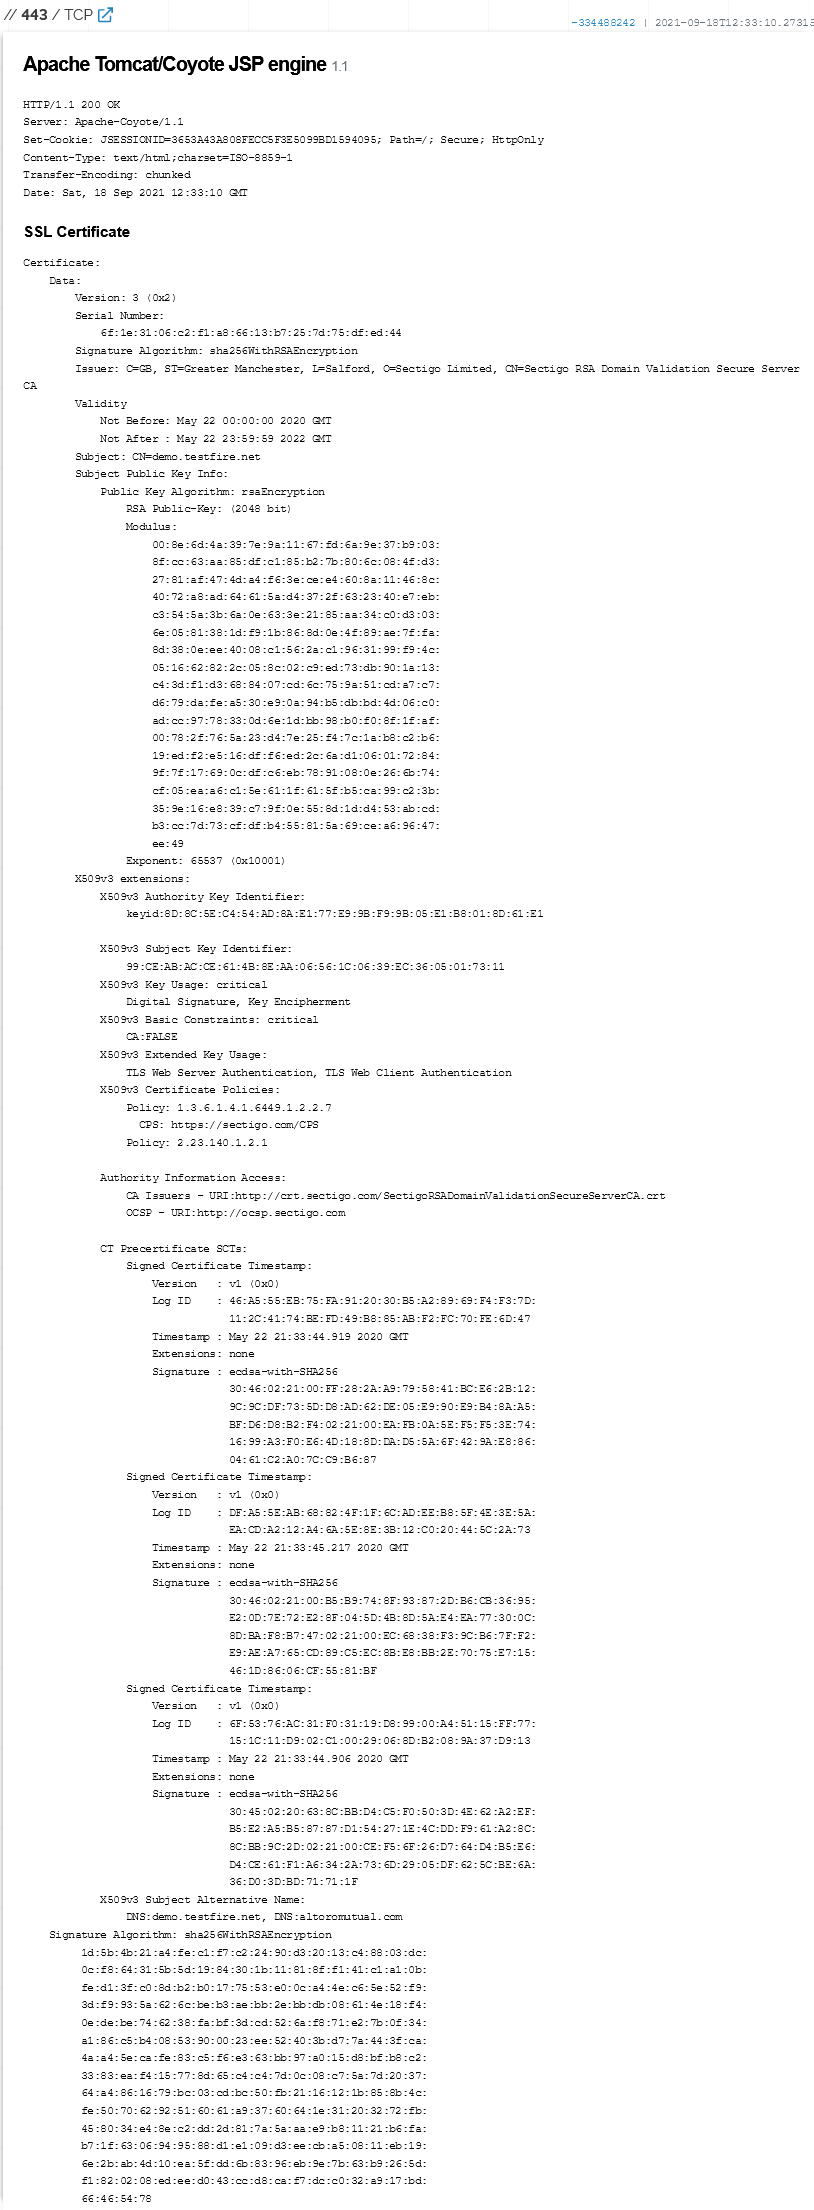 // 443 / TCP
-334488242 | 2021-09-18T12:33:10.27315
Apache Tomcat/Coyote JSP engine 1.1
HTTP/1.1 200 OK
Server: Apache-Coyote/1.1
Set-Cookie: JSESSIONID=3653A43A808FECC5F3E5099BD1594095; Path=/; Secure; HttpOnly
Content-Type: text/html;charset=ISO-8859-1
Transfer-Encoding: chunked
Date: Sat, 18 Sep 2021 12:33:10 GMT
SSL Certificate
Certificate:
Data:
Version: 3 (0x2)
Serial Number:
6f:1e:31:06:c2:f1:a8:66:13:b7:25:7d:75:df:ed:44
Signature Algorithm: sha256WithRSAEncryption
Issuer: C=GB, ST=Greater Manchester, L=Salford, O=Sectigo Limited, CN=Sectigo RSA Domain Validation Secure Server
CA
Validity
Not Before: May 22 00:00:00 2020 GMT
Not After : May 22 23:59:59 2022 GMT
Subject: CN=demo.testfire.net
Subject Public Key Info:
Public Key Algorithm: rsaEncryption
RSA Public-Key: (2048 bit)
Modulus:
00:8e:6d:4a:39:7e:9a:11:67:fd:6a:9e:37:b9:03:
8f:cc:63:aa:85:df:c1:85:b2:7b:80:6c:08:4f:d3:
27:81:af:47:4d:a4:f6:3e:ce:e4:60:8a:11:46:8c:
40:72:a8:ad:64:61:5a:d4:37:2f:63:23:40:e7:eb:
c3:54:5a:3b:6a:0e:63:3e:21:85:aa:34:c0:d3:03:
6e:05:81:38:1d:f9:1b:86:8d:0e:4f:89:ae:7f:fa:
8d:38:0e:ee:40:08:c1:56:2a:c1:96:31:99:f9:4c:
05:16:62:82:2c:05:8c:02:c9:ed:73:db:90:1a:13:
c4:3d:f1:d3:68:84:07:cd:6c:75:9a:51:cd:a7:c7:
d6:79:da:fe:a5:30:e9:0a:94:b5:db:bd:4d:06:c0:
ad:cc:97:78:33:0d:6e:1d:bb:98:b0:f0:8f:1f:af:
00:78:2f:76:5a:23:d4:7e:25:f4:7c:1a:b8:c2:b6:
19:ed:f2:e5:16:df:f6:ed:2c:6a:d1:06:01:72:84:
9f:7f:17:69:0c:df:c6:eb:78:91:08:0e:26:6b:74:
cf:05:ea:a6:c1:5e:61:1f:61:5f:b5:ca:99:c2:3b:
35:9e:16:e8:39:c7:9f:0e:55:8d:1d:d4:53:ab:cd:
b3:cc:7d:73:cf:df:b4:55:81:5a:69:ce:a6:96:47:
ee:49
Exponent: 65537 (0x10001)
X509v3 extensions:
X509v3 Authority Key Identifier:
keyid:8D:8C:5E:C4:54:AD:8A:E1:77:E9:9B:F9:9B:05:E1:B8:01:8D:61:E1
X509v3 Subject Key Identifier:
99:CE:AB:AC:CE:61:4B:8E:AA:06:56:1C:06:39:EC:36:05:01:73:11
X509v3 Key Usage: critical
Digital Signature, Key Encipherment
X509v3 Basic Constraints: critical
CA:FALSE
X509v3 Extended Key Usage:
TLS Web Server Authentication, TLS Web Client Authentication
X509v3 Certificate Policies:
Policy: 1.3.6.1.4.1.6449.1.2.2.7
CPS: https://sectigo.com/CPS
Policy: 2.23.140.1.2.1
Authority Information Access:
CA Issuers - URI:http://crt.sectigo.com/SectigoRSADomainValidationSecureServerCA.crt
OCSP - URI:http://ocsp.sectigo.com
CT Precertificate SCTs:
Signed Certificate Timestamp:
Version : v1 (0x0)
Log ID : 46:A5:55:EB:75:FA:91:20:30:B5:A2:89:69:F4:F3:7D:
11:2C:41:74:BE:FD:49:B8:85:AB:F2:FC:70:FE:6D:47
Timestamp : May 22 21:33:44.919 2020 GMT
Extensions: none
Signature : ecdsa-with-SHA256
30:46:02:21:00:FF:28:2A:A9:79:58:41:BC:E6:2B:12:
9C:9C:DF:73:5D:D8:AD:62:DE:05:E9:90:E9:B4:8A:A5:
BF:D6:D8:B2:F4:02:21:00:EA:FB:0A:5E:F5:F5:3E:74:
16:99:A3:F0:E6:4D:18:8D:DA:D5:5A:6F:42:9A:E8:86:
04:61:C2:A0:7C:C9:B6:87
Signed Certificate Timestamp:
Version : v1 (0x0)
Log ID : DF:A5:5E:AB:68:82:4F:1F:6C:AD:EE:B8:5F:4E:3E:5A:
EA:CD:A2:12:A4:6A:5E:8E:3B:12:C0:20:44:5C:2A:73
Timestamp : May 22 21:33:45.217 2020 GMT
Extensions: none
Signature : ecdsa-with-SHA256
30:46:02:21:00:B5:B9:74:8F:93:87:2D:B6:CB:36:95:
E2:0D:7E:72:E2:8F:04:5D:4B:8D:5A:E4:EA:77:30:0C:
8D:BA:F8:B7:47:02:21:00:EC:68:38:F3:9C:B6:7F:F2:
E9:AE:A7:65:CD:89:C5:EC:8B:E8:BB:2E:70:75:E7:15:
46:1D:86:06:CF:55:81:BF
Signed Certificate Timestamp:
Version : v1 (0x0)
Log ID : 6F:53:76:AC:31:F0:31:19:D8:99:00:A4:51:15:FF:77:
15:1C:11:D9:02:C1:00:29:06:8D:B2:08:9A:37:D9:13
Timestamp : May 22 21:33:44.906 2020 GMT
Extensions: none
Signature : ecdsa-with-SHA256
30:45:02:20:63:8C:BB:D4:C5:F0:50:3D:4E:62:A2:EF:
B5:E2:A5:B5:87:87:D1:54:27:1E:4C:DD:F9:61:A2:8C:
8C:BB:9C:2D:02:21:00:CE:F5:6F:26:D7:64:D4:B5:E6:
D4:CE:61:F1:A6:34:2A:73:6D:29:05:DF:62:5C:BE:6A:
36:D0:3D:BD:71:71:1F
X509v3 Subject Alternative Name:
DNS:demo.testfire.net, DNS:altoromutual.com
Signature Algorithm: sha256WithRSAEncryption
1d:5b:4b:21:a4:fe:c1:f7:c2:24:90:d3:20:13:c4:88:03:dc:
0c:f8:64:31:5b:5d:19:84:30:1b:11:81:8f:f1:41:c1:a1:0b:
fe:d1:3f:c0:8d:b2:b0:17:75:53:e0:0c:a4:4e:c6:5e:52:f9:
3d:f9:93:5a:62:6c:be:b3:ae:bb:2e:bb:db:08:61:4e:18:f4:
0e:de:be:74:62:38:fa:bf:3d:cd:52:6a:f8:71:e2:7b:0f:34:
a1:86:c5:b4:08:53:90:00:23:ee:52:40:3b:d7:7a:44:3f:ca:
4a:a4:5e:ca:fe:83:c5:f6:e3:63:bb:97:a0:15:d8:bf:b8:c2:
33:83:ea:f4:15:77:8d:65:c4:c4:7d:0c:08:c7:5a:7d:20:37:
64:a4:86:16:79:bc:03:cd:bc:50:fb:21:16:12:1b:85:8b:4c:
fe:50:70:62:92:51:60:61:a9:37:60:64:1e:31:20:32:72:fb:
45:80:34:e4:8e:c2:dd:2d:81:7a:5a:aa:e9:b8:11:21:b6:fa:
b7:1f:63:06:94:95:88:d1:e1:09:d3:ee:cb:a5:08:11:eb:19:
6e:2b:ab:4d:10:ea:5f:dd:6b:83:96:eb:9e:7b:63:b9:26:5d:
f1:82:02:08:ed:ee:d0:43:cc:d8:ca:f7:dc:c0:32:a9:17:bd:
66:46:54:78